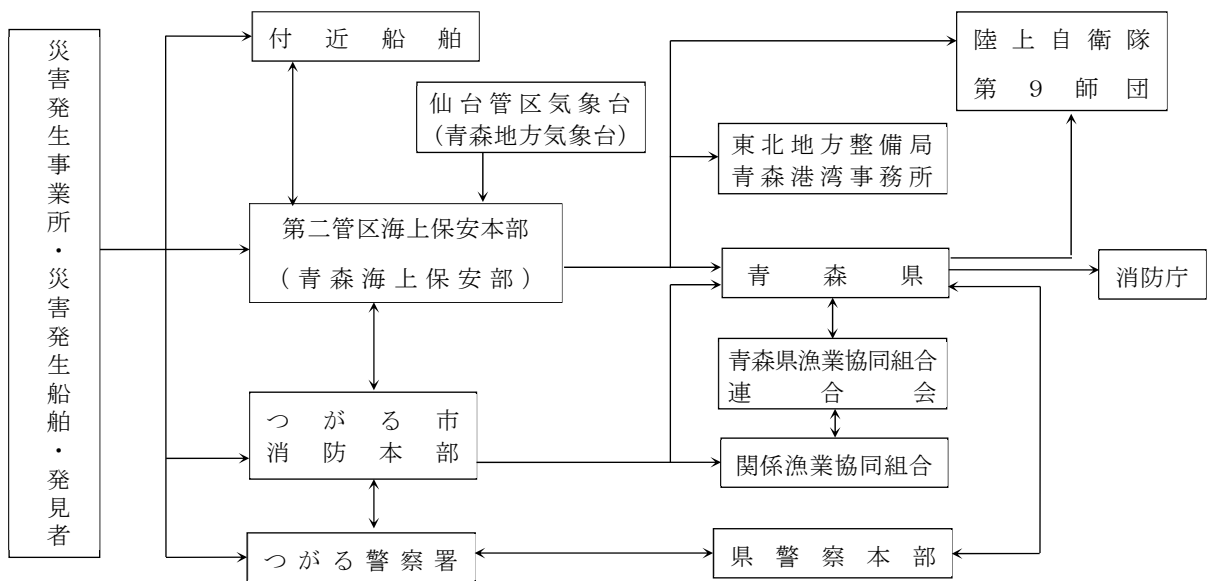 災害発生事業所・災害発生船舶・発見者
付近船舶
仙台管区気象台
(青森地方気象台)
第二管区海上保安本部
(青森海上保安部)
つがる市
消防本部
つがる警察署
陸上自衛隊
第9師団
東北地方整備局
青森港湾事務所
青森県
消防庁
青森県漁業協同組合
連合会
関係漁業協同組合
県警察本部